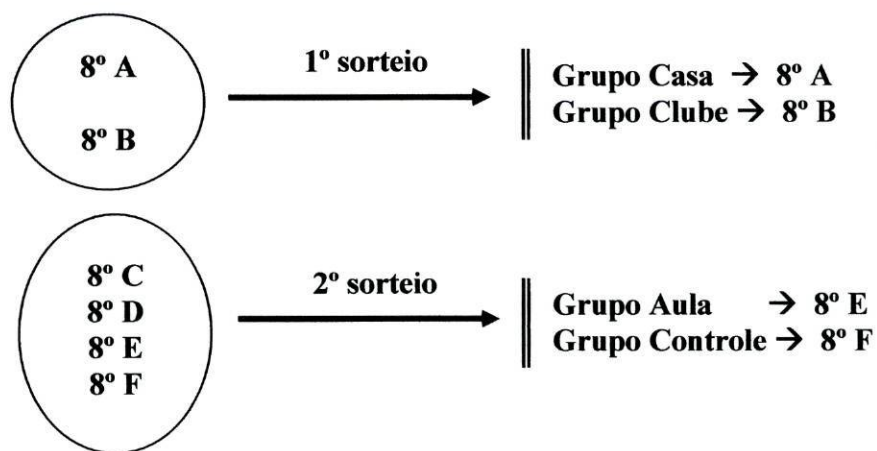 8º A
8º B
1º sorteio
Grupo Casa → 8º A
Grupo Clube → 8º B
8º C
8º D
8º E
8º F
2º sorteio
Grupo Aula → 8º E
Grupo Controle → 8º F